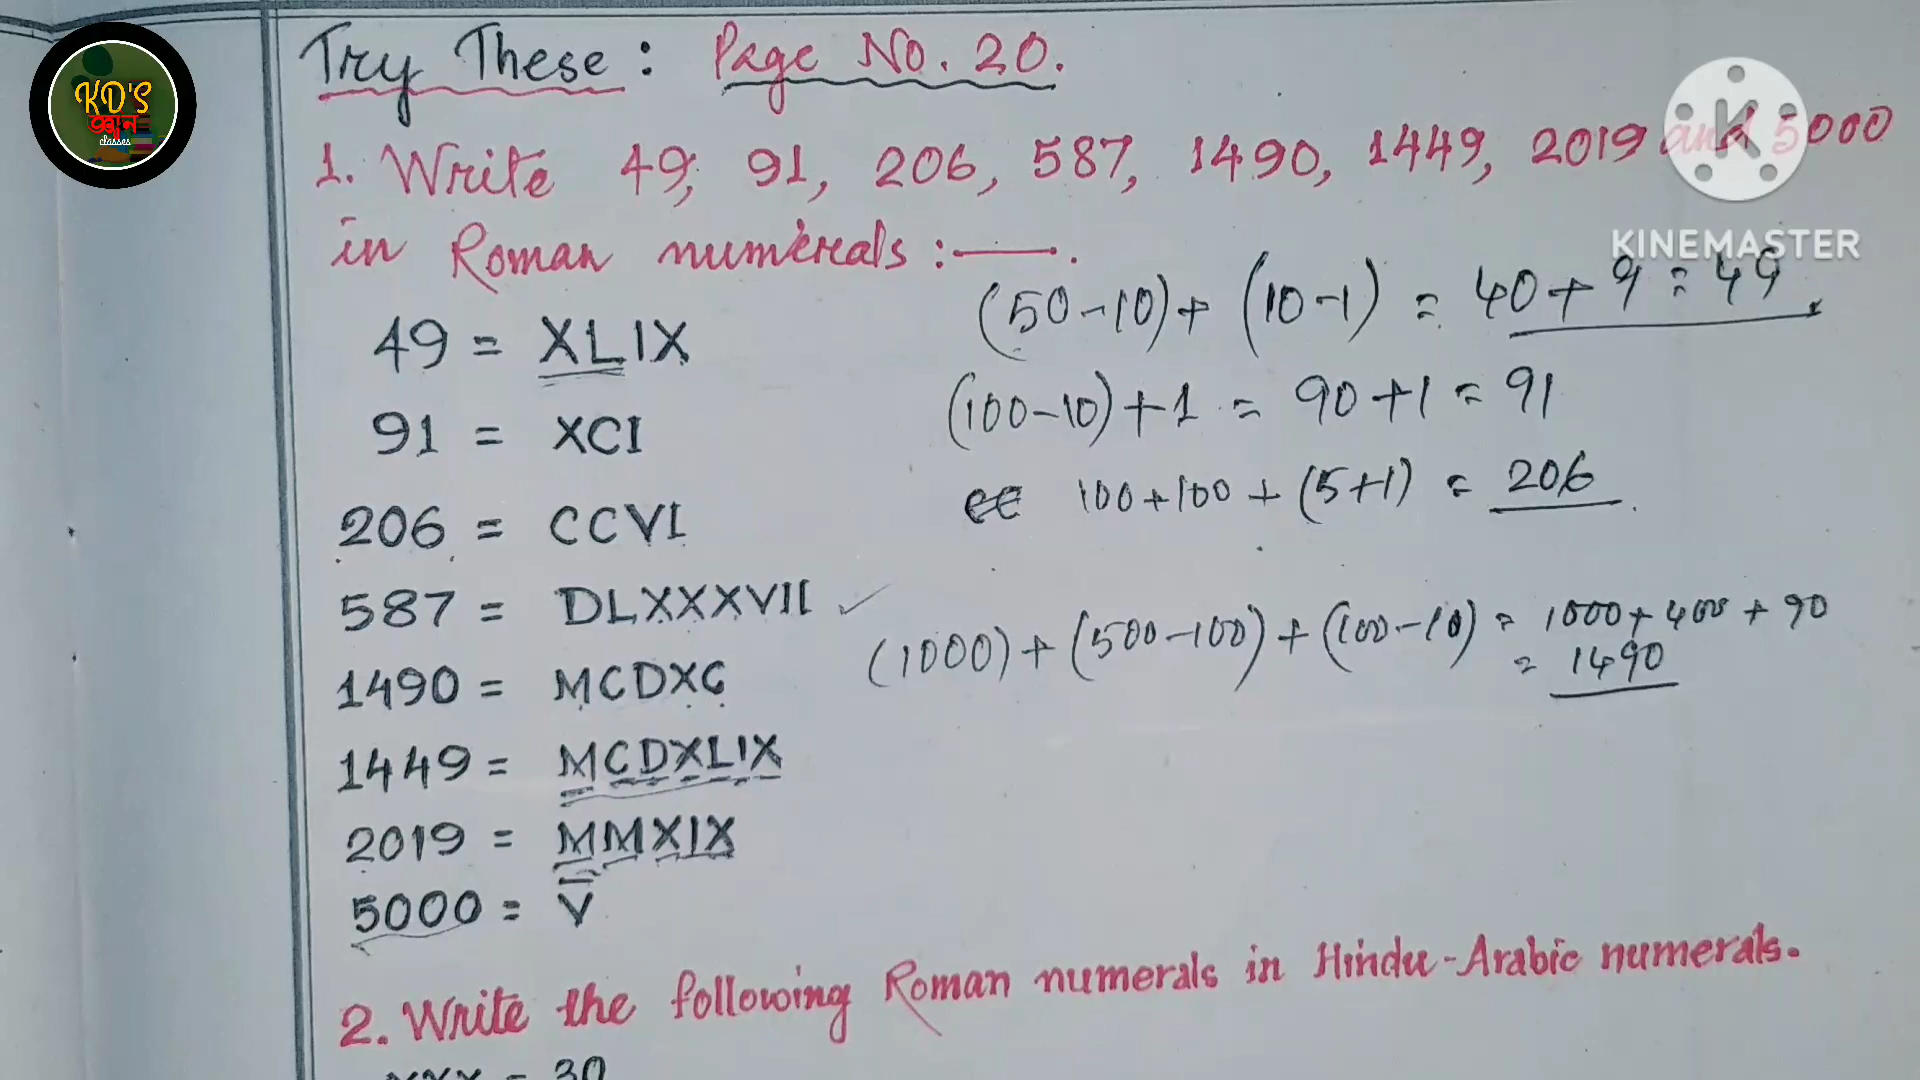 KD'S
জ্ঞান
classes
Try These : Page No. 20.
1. Write 49, 91, 206, 587, 1490, 1449, 2019 and 5000
in Roman numerals :—.
K
KINEMASTER
49 = XLIX
(50-10)+ (10-1) = 40+9=49
91 = XCI
(100-10)+1 = 90+1=91
206 = CCVI
100+100+(5+1) = 206
587 = DLXXXVII ✓
1490 = MCDXC
(1000)+(500-100)+(100-10) = 1000+400+90
= 1490
1449 = MCDXLIX
2019 = MMXIX
5000 = V̅
2. Write the following Roman numerals in Hindu-Arabic numerals.
XXX = 30